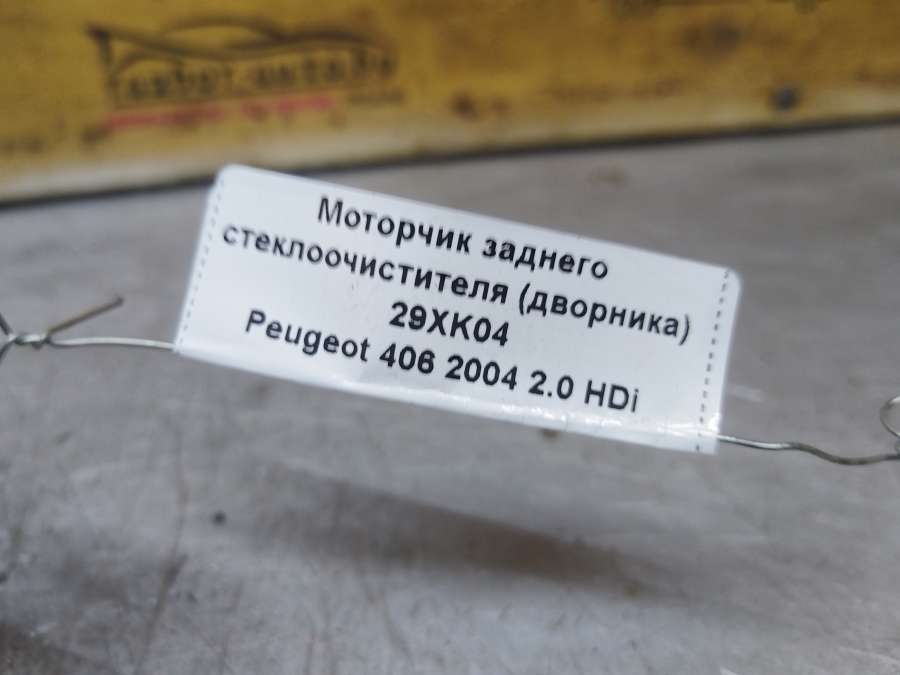 Моторчик заднего
стеклоочистителя (дворника)
29XK04
Peugeot 406 2004 2.0 HDi